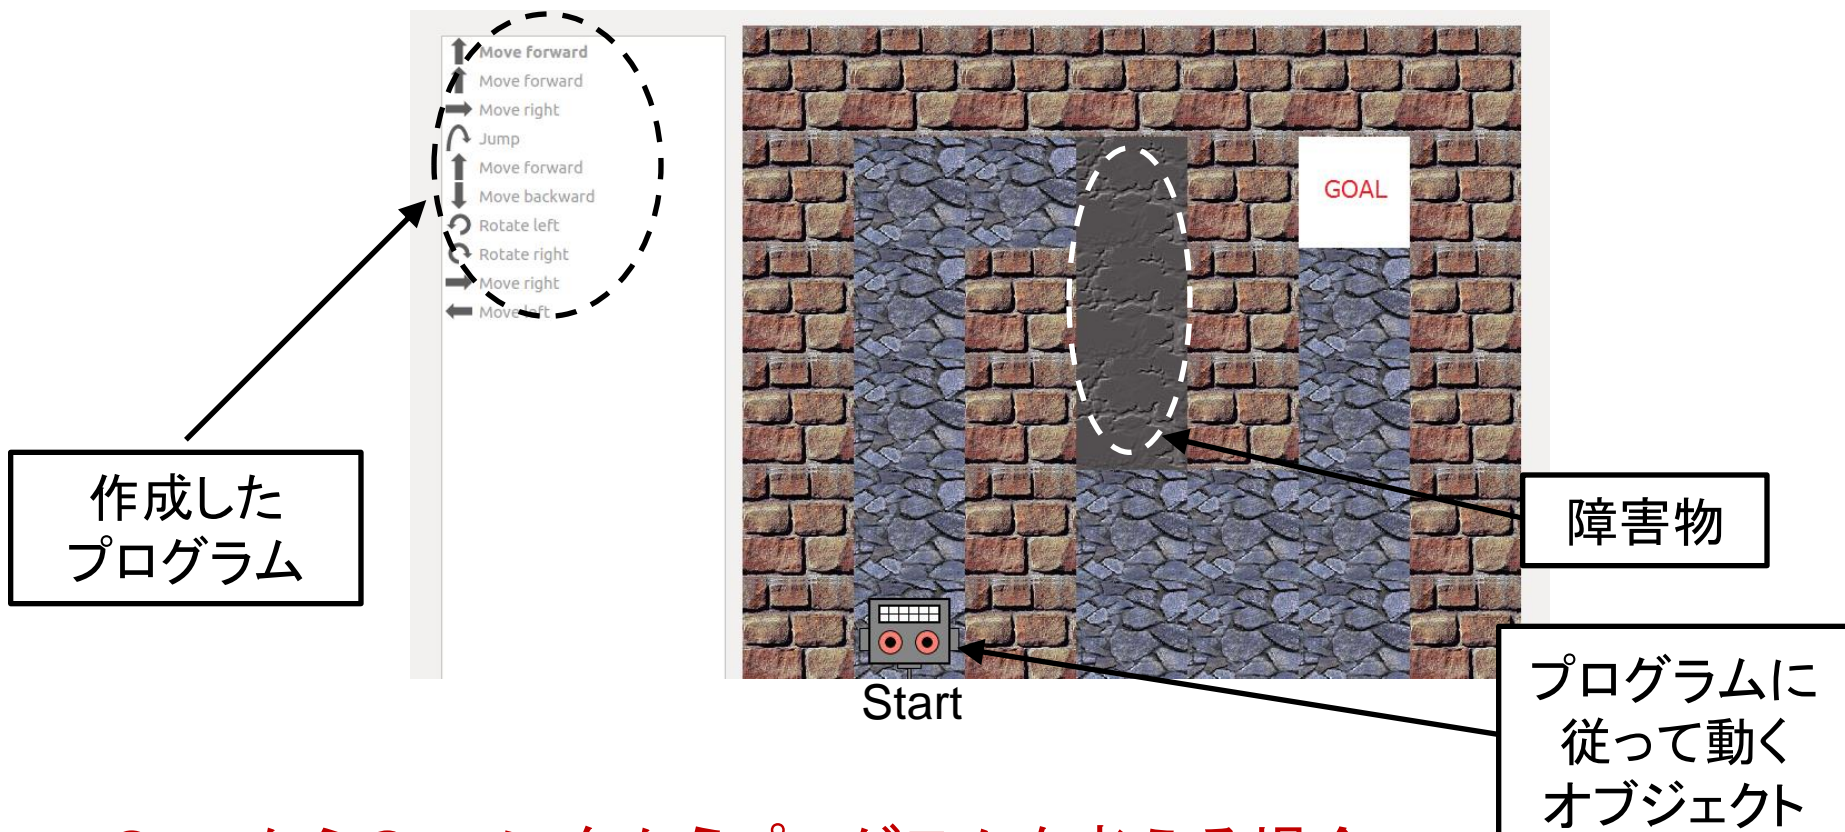 Move forward
Move forward
Move right
Jump
Move forward
Move backward
Rotate left
Rotate right
Move right
Move left
GOAL
作成した
プログラム
障害物
Start
プログラムに
従って動く
オブジェクト